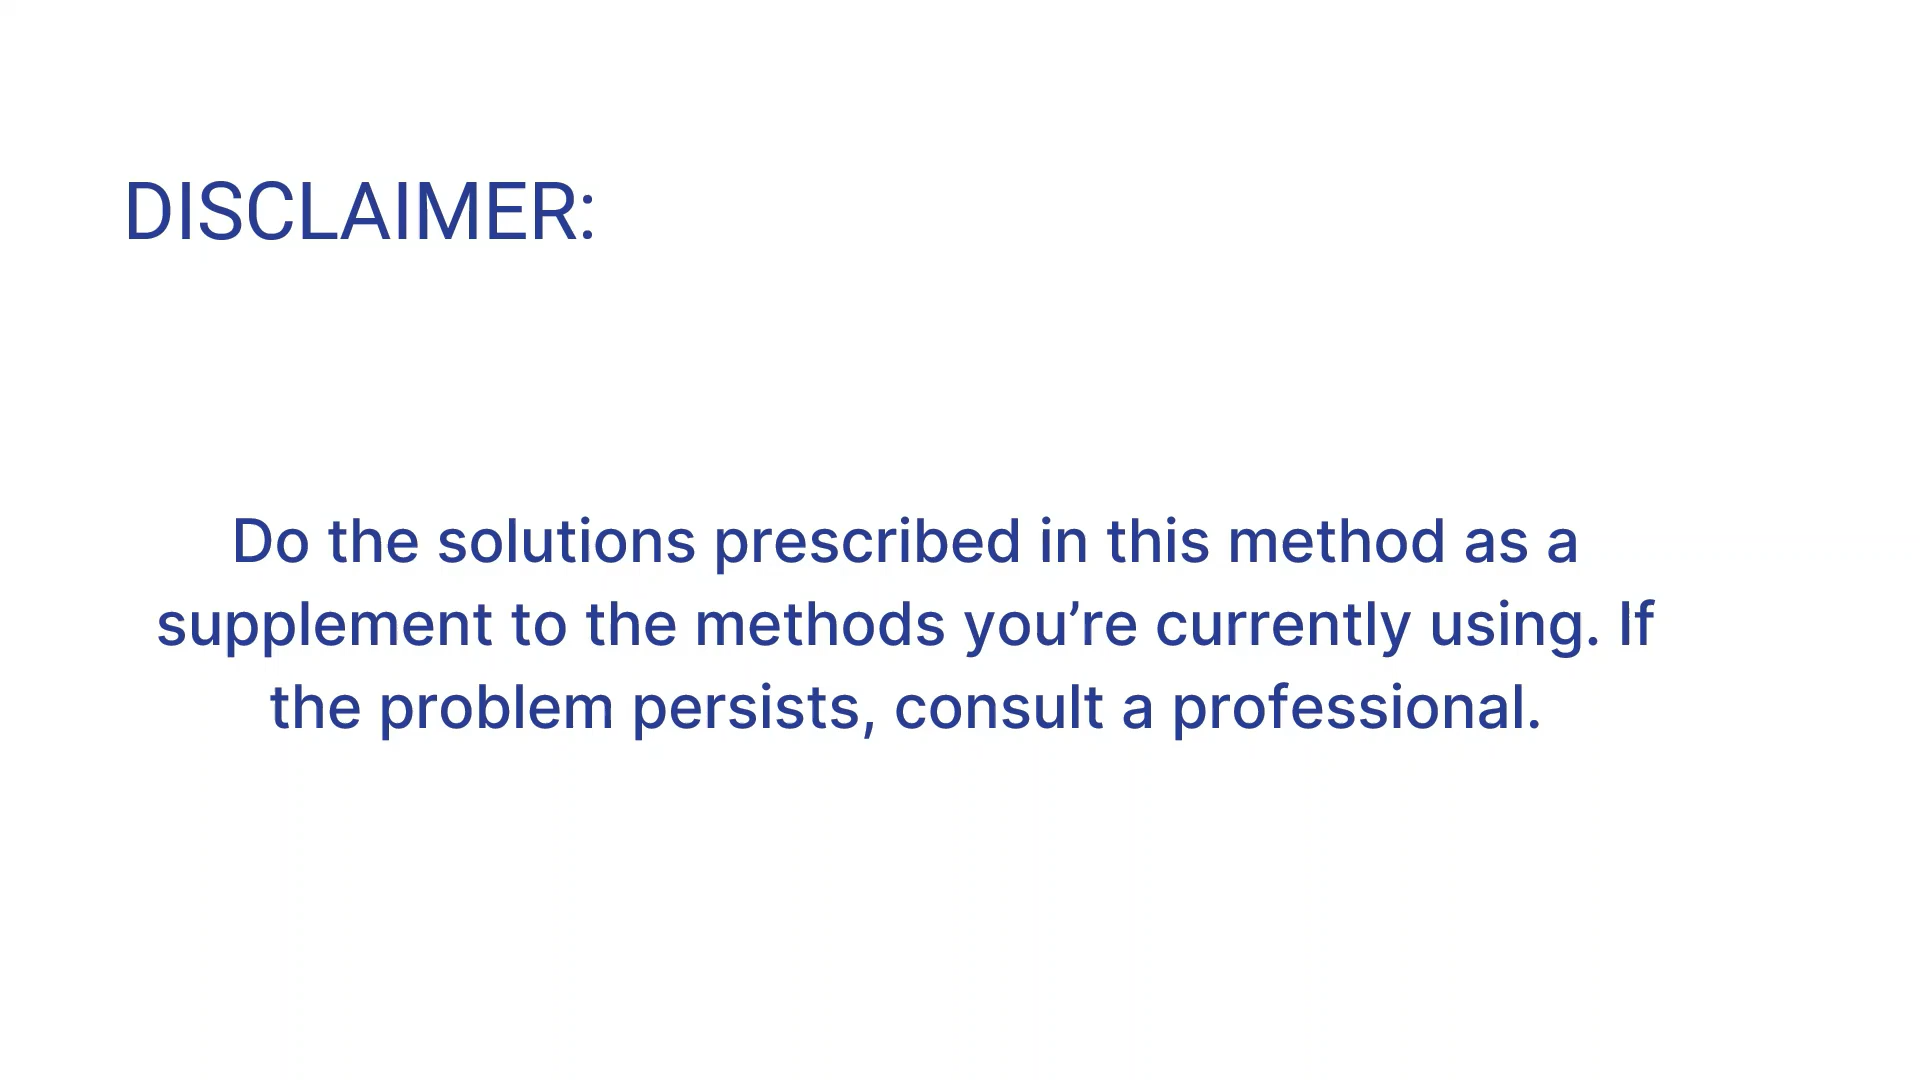 DISCLAIMER:
Do the solutions prescribed in this method as a
supplement to the methods you’re currently using. If
the problem persists, consult a professional.